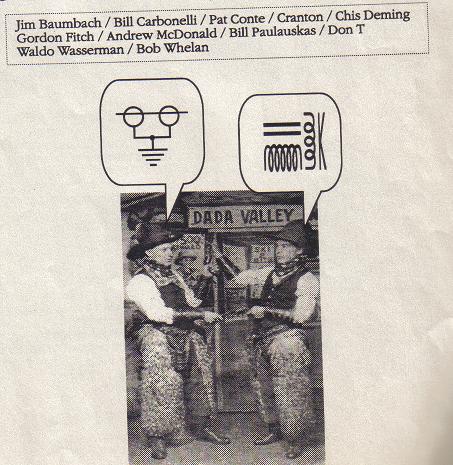 Jim Baumbach / Bill Carbonelli / Pat Conte / Cranton / Chis Deming
Gordon Fitch / Andrew McDonald / Bill Paulauskas / Don T
Waldo Wasserman / Bob Whelan
DADA VALLEY